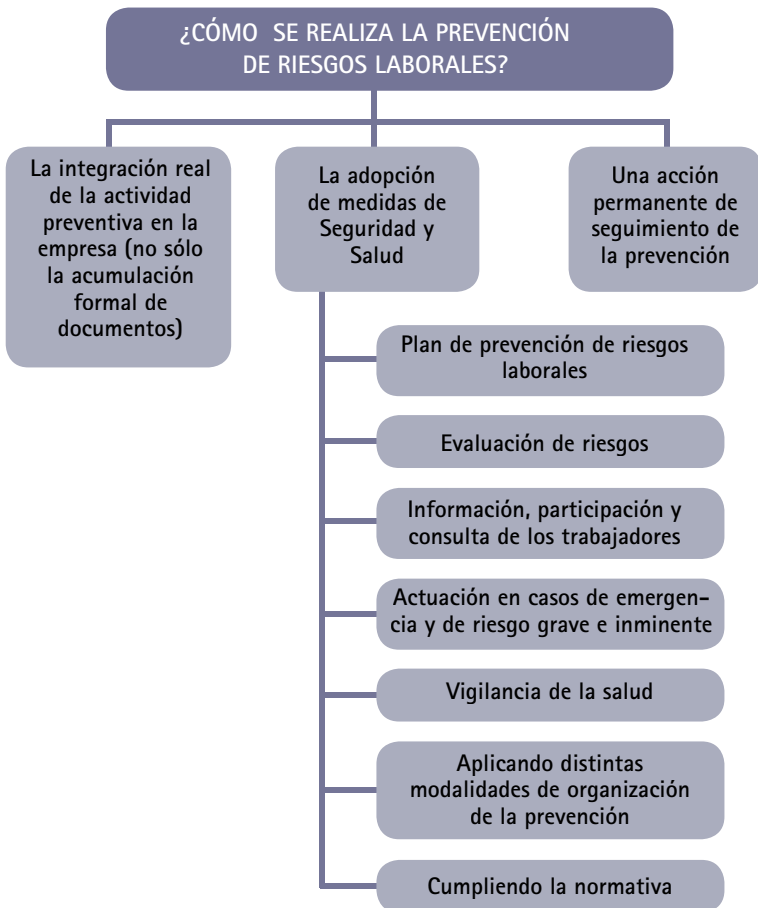 ¿CÓMO SE REALIZA LA PREVENCIÓN
DE RIESGOS LABORALES?
La integración real
de la actividad
preventiva en la
empresa (no sólo
la acumulación
formal de
documentos)
La adopción
de medidas de
Seguridad y
Salud
Una acción
permanente de
seguimiento de
la prevención
Plan de prevención de riesgos
laborales
Evaluación de riesgos
Información, participación y
consulta de los trabajadores
Actuación en casos de emergen-
cia y de riesgo grave e inminente
Vigilancia de la salud
Aplicando distintas
modalidades de organización
de la prevención
Cumpliendo la normativa